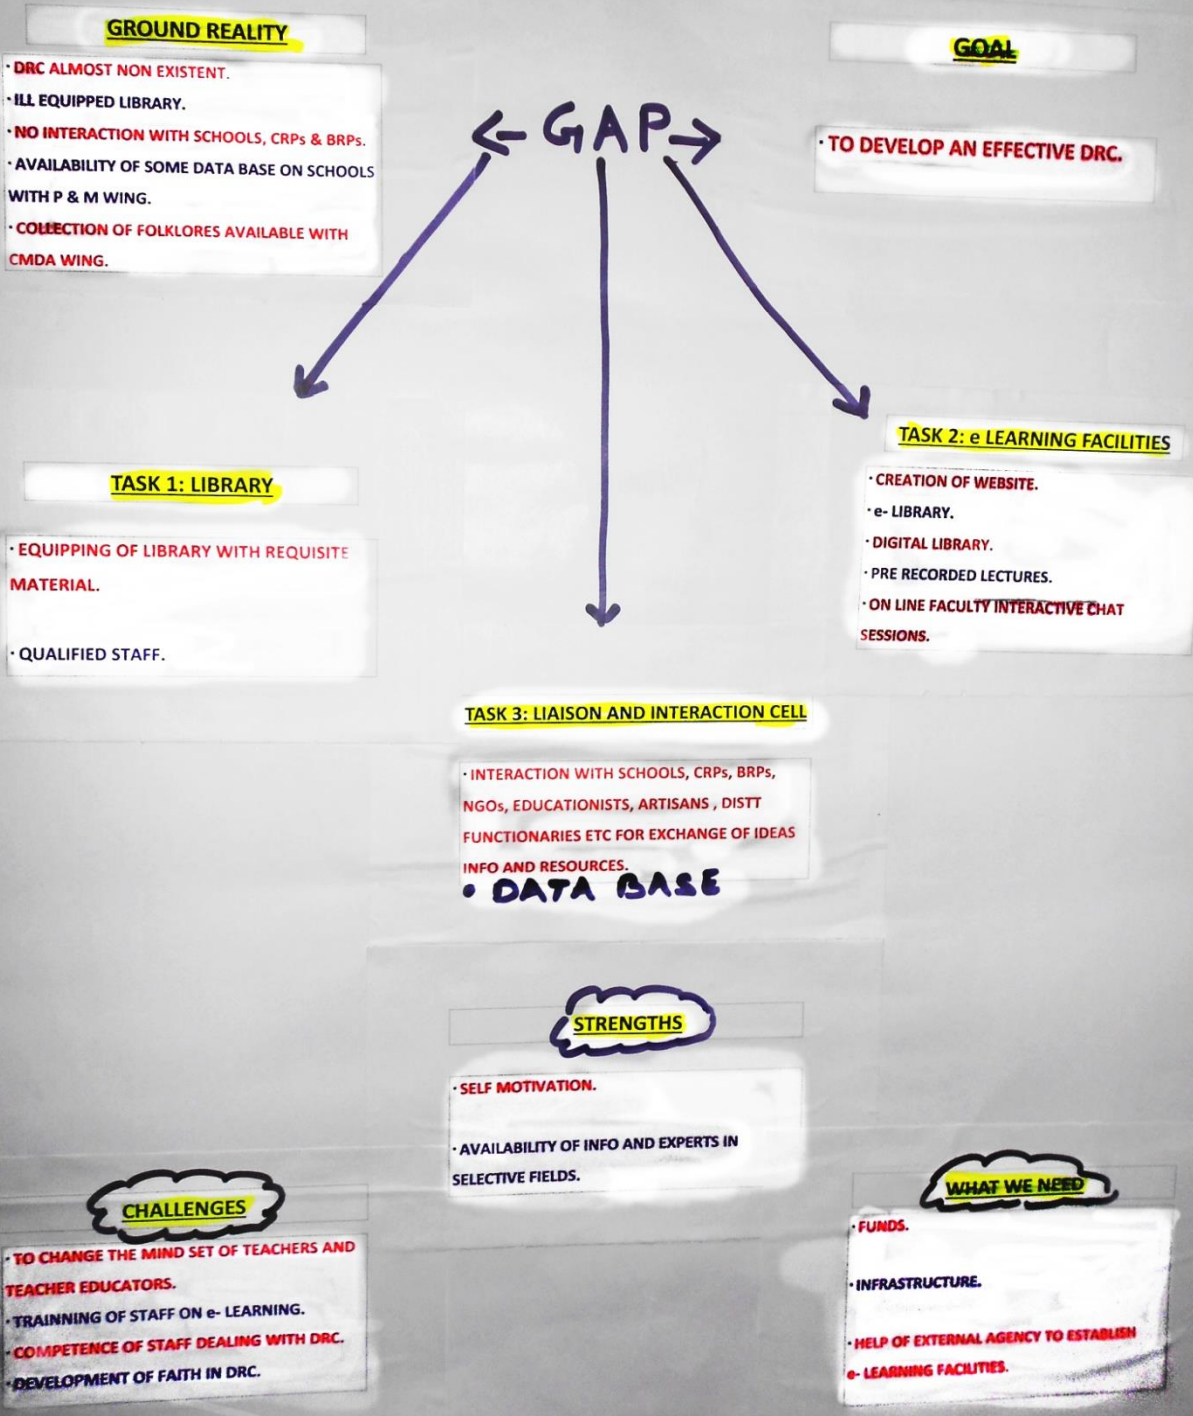 GROUND REALITY
· DRC ALMOST NON EXISTENT.
· ILL EQUIPPED LIBRARY.
· NO INTERACTION WITH SCHOOLS, CRPs & BRPs.
· AVAILABILITY OF SOME DATA BASE ON SCHOOLS
WITH P & M WING.
· COLLECTION OF FOLKLORES AVAILABLE WITH
CMDA WING.
← GAP →
GOAL
· TO DEVELOP AN EFFECTIVE DRC.
TASK 1: LIBRARY
· EQUIPPING OF LIBRARY WITH REQUISITE
MATERIAL.
· QUALIFIED STAFF.
TASK 2: e LEARNING FACILITIES
· CREATION OF WEBSITE.
· e- LIBRARY.
· DIGITAL LIBRARY.
· PRE RECORDED LECTURES.
· ON LINE FACULTY INTERACTIVE CHAT
SESSIONS.
TASK 3: LIAISON AND INTERACTION CELL
· INTERACTION WITH SCHOOLS, CRPs, BRPs,
NGOs, EDUCATIONISTS, ARTISANS , DISTT
FUNCTIONARIES ETC FOR EXCHANGE OF IDEAS
INFO AND RESOURCES.
• DATA BASE
STRENGTHS
· SELF MOTIVATION.
· AVAILABILITY OF INFO AND EXPERTS IN
SELECTIVE FIELDS.
CHALLENGES
· TO CHANGE THE MIND SET OF TEACHERS AND
TEACHER EDUCATORS.
· TRAINNING OF STAFF ON e- LEARNING.
· COMPETENCE OF STAFF DEALING WITH DRC.
· DEVELOPMENT OF FAITH IN DRC.
WHAT WE NEED
· FUNDS.
· INFRASTRUCTURE.
· HELP OF EXTERNAL AGENCY TO ESTABLISH
e- LEARNING FACILITIES.